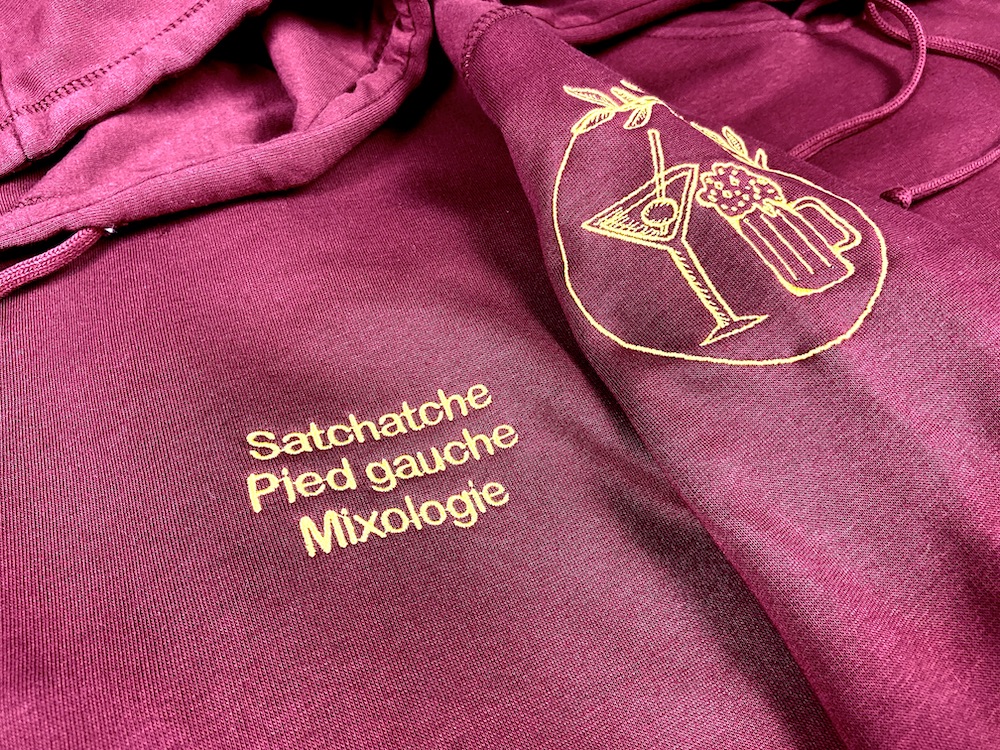 Satchatche
Pied gauche
Mixologie